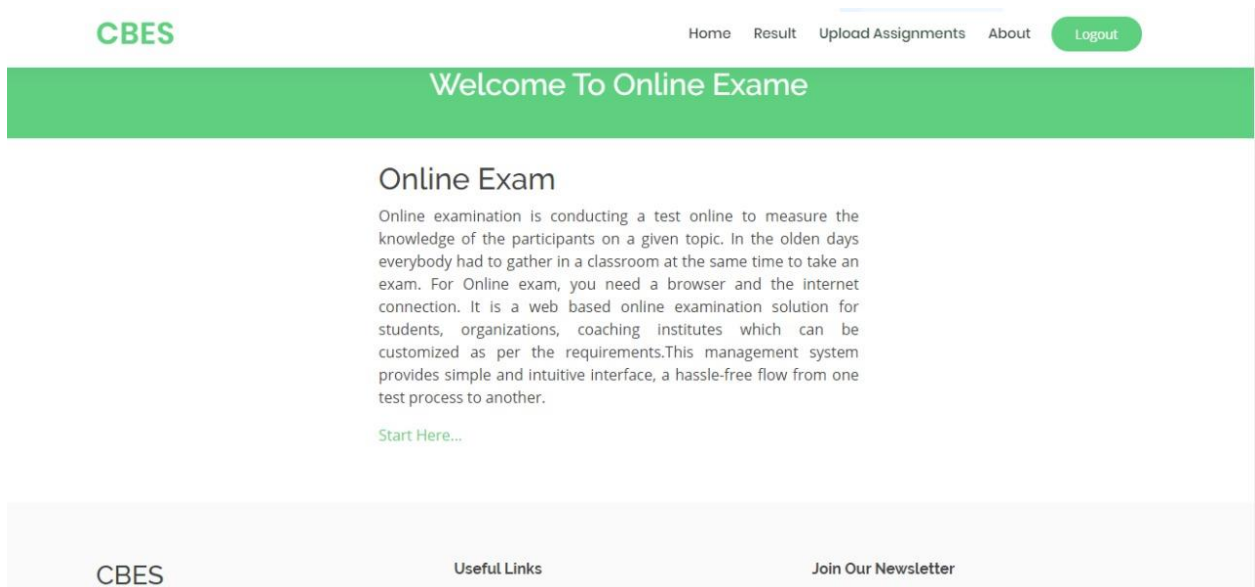 CBES
Home Result Upload Assignments About Logout
Welcome To Online Exame
Online Exam
Online examination is conducting a test online to measure the
knowledge of the participants on a given topic. In the olden days
everybody had to gather in a classroom at the same time to take an
exam. For Online exam, you need a browser and the internet
connection. It is a web based online examination solution for
students, organizations, coaching institutes which can be
customized as per the requirements.This management system
provides simple and intuitive interface, a hassle-free flow from one
test process to another.
Start Here...
CBES
Useful Links
Join Our Newsletter